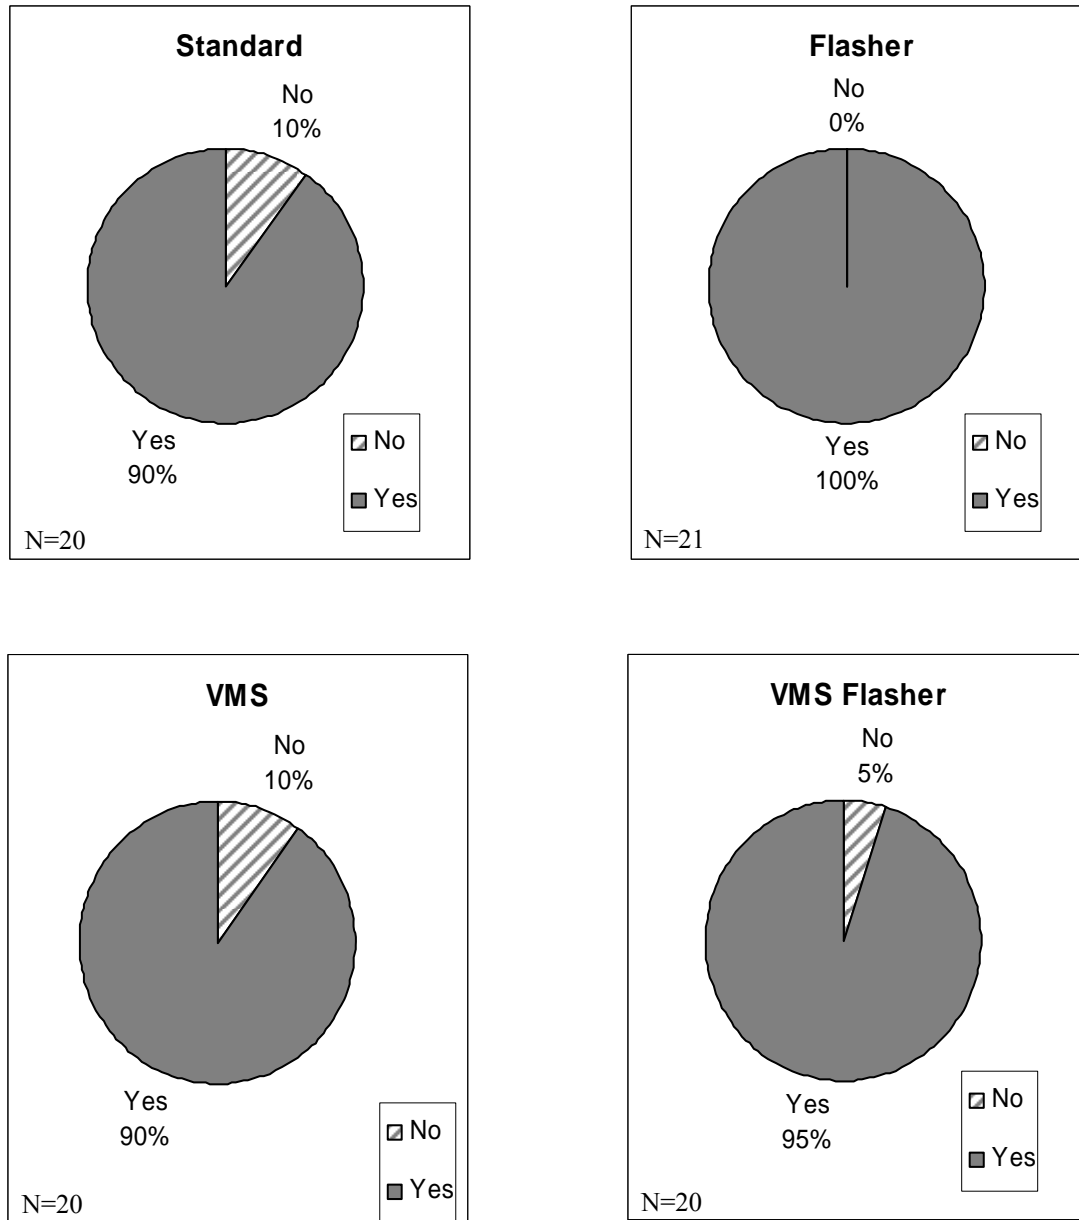 Standard
No
10%
Yes
90%
No
Yes
N=20
Flasher
No
0%
Yes
100%
No
Yes
N=21
VMS
No
10%
Yes
90%
No
Yes
N=20
VMS Flasher
No
5%
Yes
95%
No
Yes
N=20